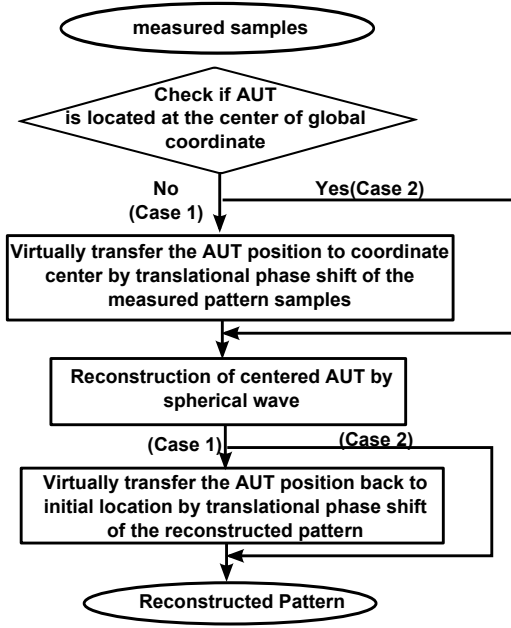 measured samples
Check if AUT
is located at the center of global
coordinate
No
(Case 1)
Yes(Case 2)
Virtually transfer the AUT position to coordinate
center by translational phase shift of the
measured pattern samples
Reconstruction of centered AUT by
spherical wave
(Case 1)
(Case 2)
Virtually transfer the AUT position back to
initial location by translational phase shift
of the reconstructed pattern
Reconstructed Pattern